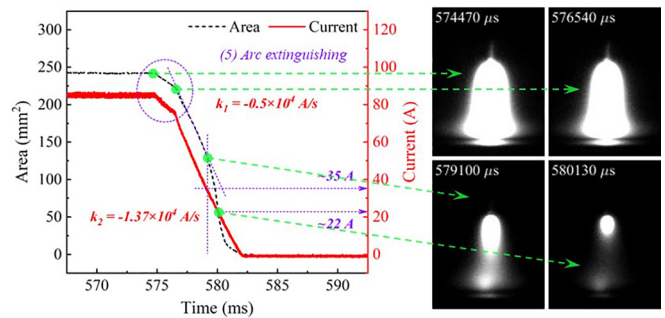 Area Current
(5) Arc extinguishing
k₁ = -0.5×10⁴ A/s
k₂ = -1.37×10⁴ A/s
~35 A
~22 A
300
250
200
150
100
50
0
Area (mm²)
120
100
80
60
40
20
0
Current (A)
570 575 580 585 590
Time (ms)
574470 μs
576540 μs
579100 μs
580130 μs